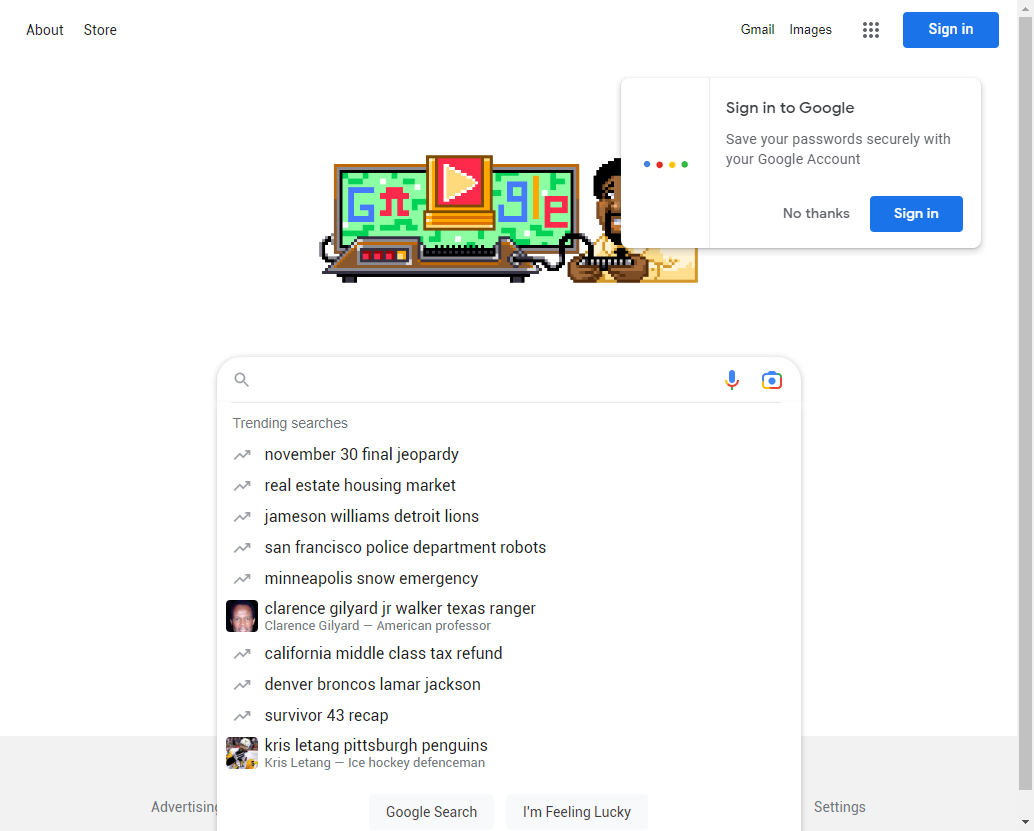 About Store
Gmail Images
Sign in
Sign in to Google
Save your passwords securely with
your Google Account
No thanks
Sign in
Trending searches
november 30 final jeopardy
real estate housing market
jameson williams detroit lions
san francisco police department robots
minneapolis snow emergency
clarence gilyard jr walker texas ranger
Clarence Gilyard — American professor
california middle class tax refund
denver broncos lamar jackson
survivor 43 recap
kris letang pittsburgh penguins
Kris Letang — Ice hockey defenceman
Google Search
I'm Feeling Lucky
Advertising
Settings